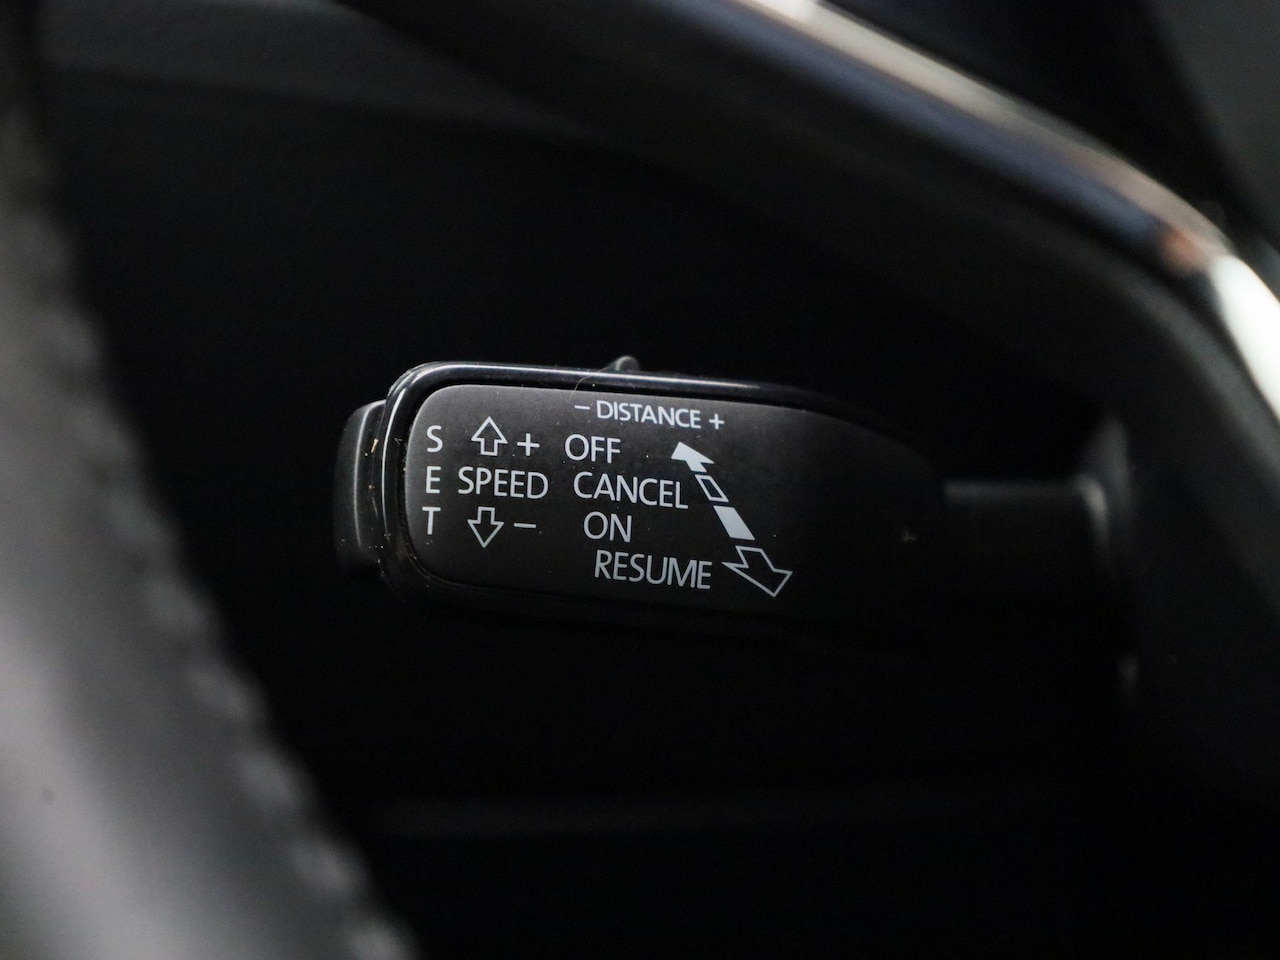 − DISTANCE +
S + OFF
E SPEED CANCEL
T − ON
RESUME